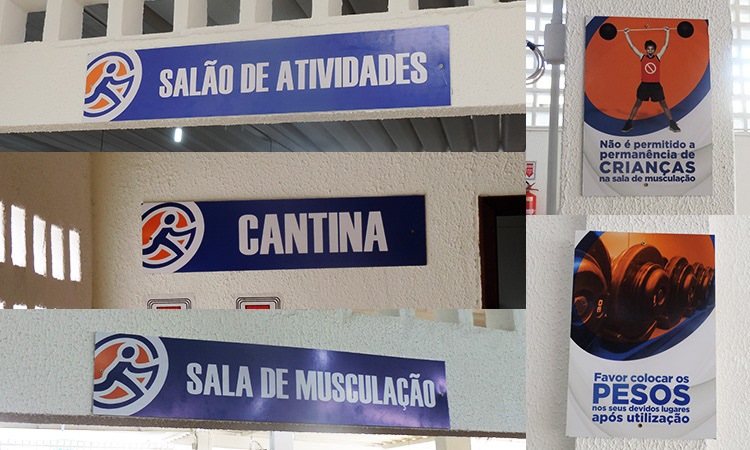 SALÃO DE ATIVIDADES
CANTINA
SALA DE MUSCULAÇÃO
Não é permitido a
permanência de
CRIANÇAS
na sala de musculação
Favor colocar os
PESOS
nos seus devidos lugares
após utilização